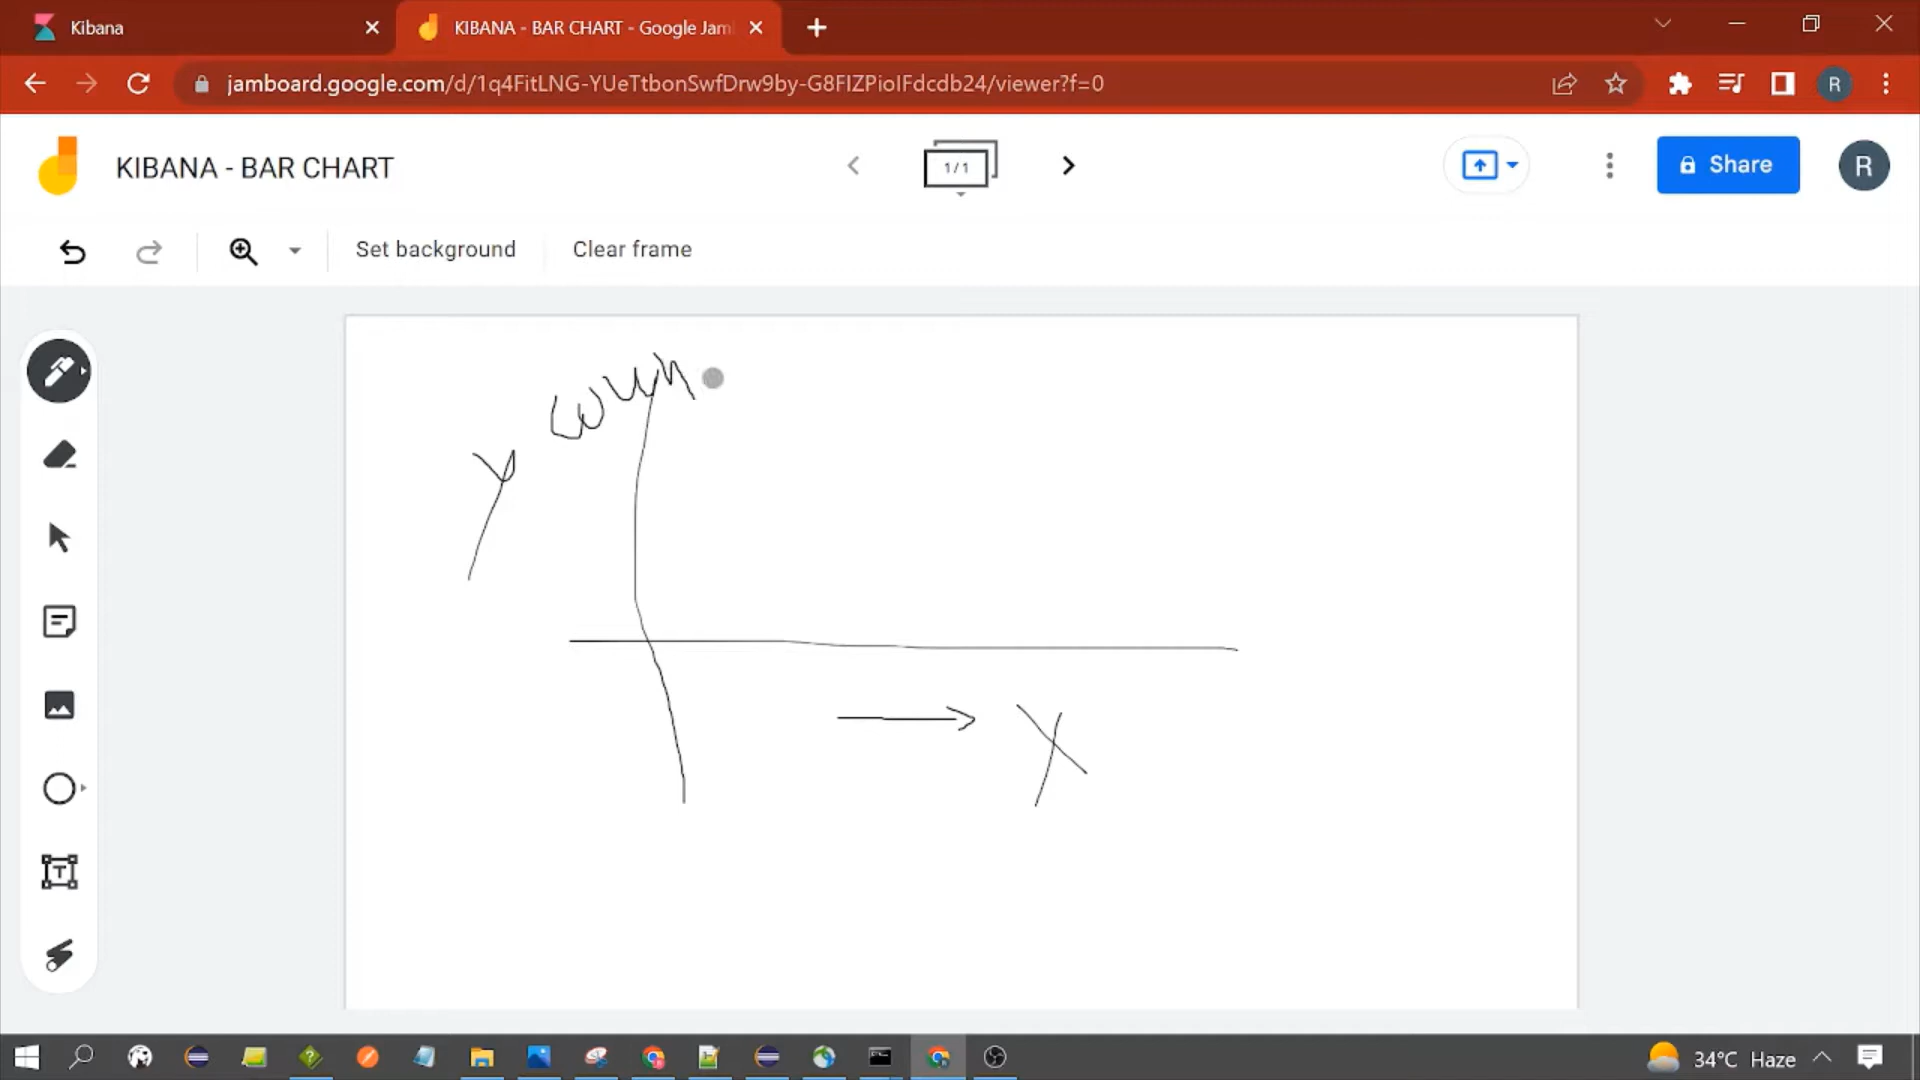 Kibana
KIBANA - BAR CHART - Google Jam
jamboard.google.com/d/1q4FitLNG-YUeTtbonSwfDrw9by-G8FIZPioIFdcdb24/viewer?f=0
R
KIBANA - BAR CHART
1/1
Share
R
Set background
Clear frame
Coun
Y
X
T
34°C Haze